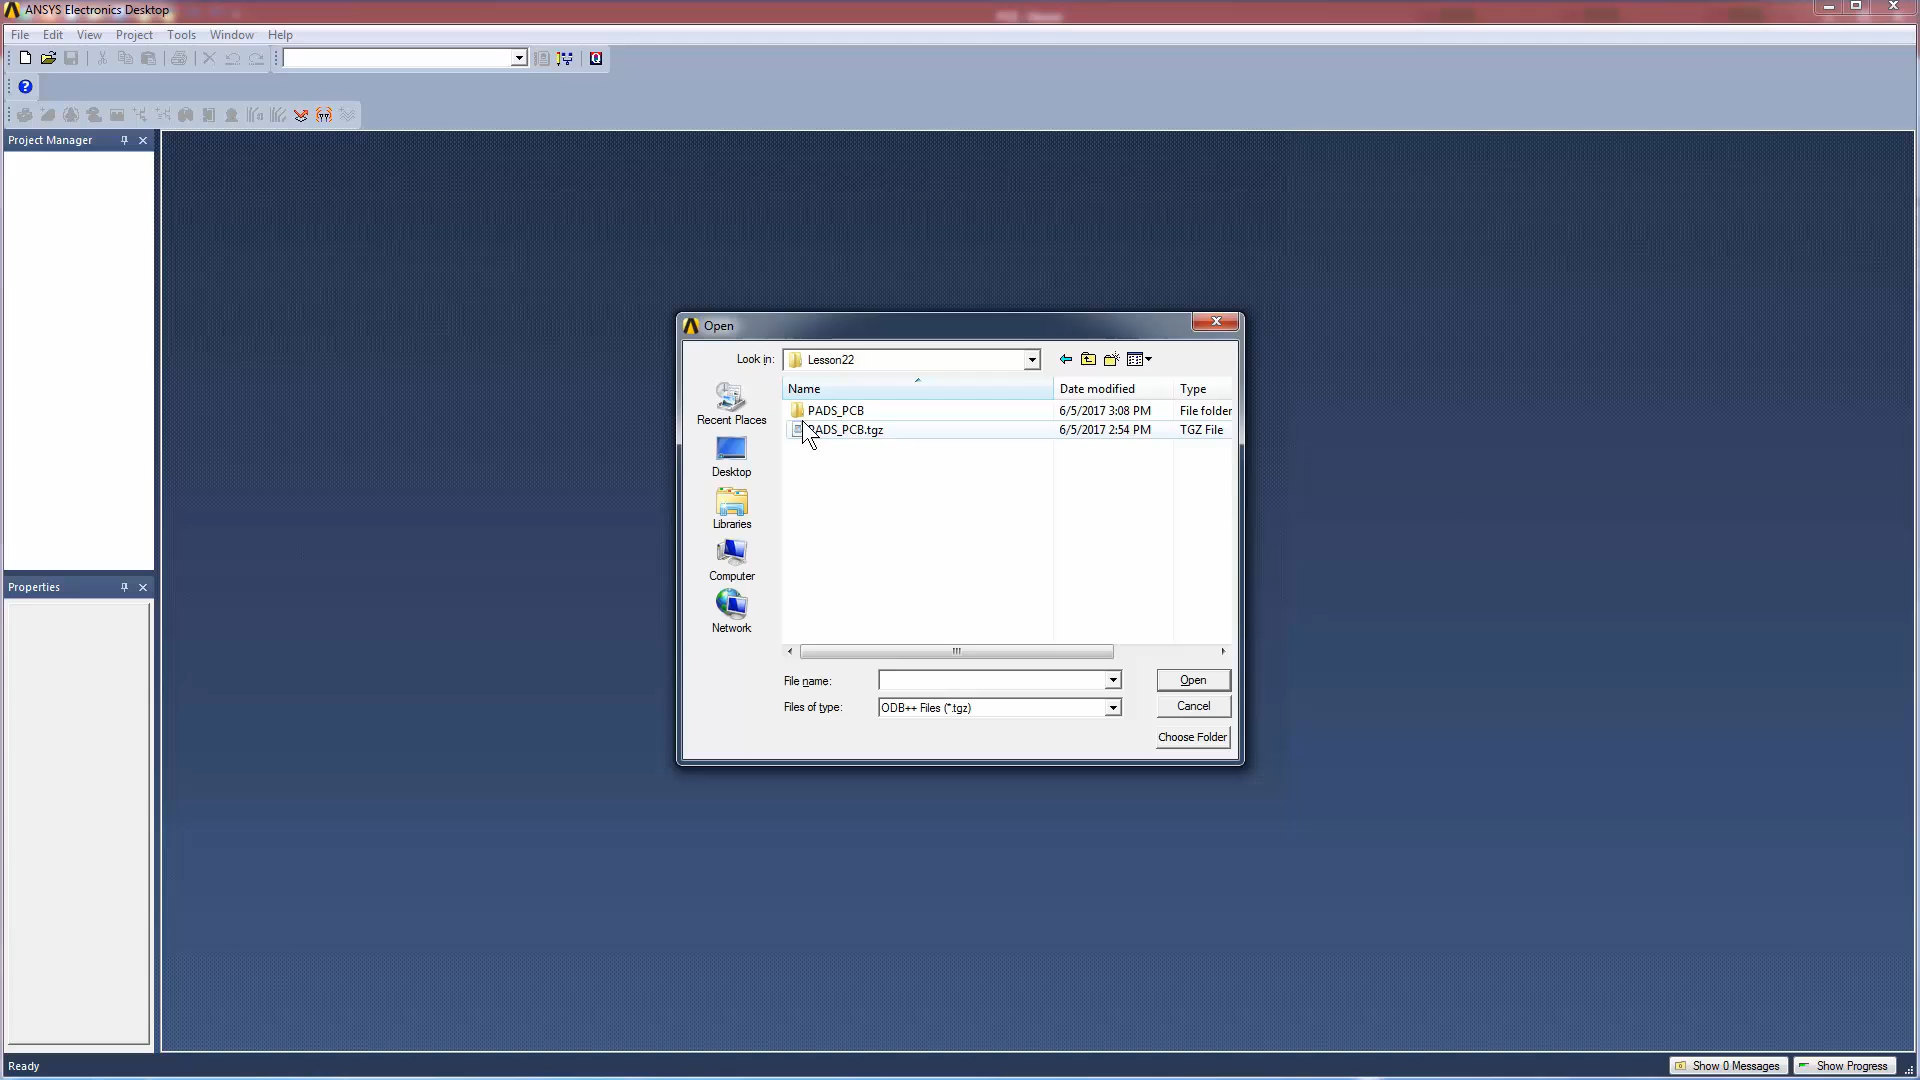 ANSYS Electronics Desktop
File Edit View Project Tools Window Help
Project Manager
Open
Look in: Lesson22
Name Date modified Type
PADS_PCB 6/5/2017 3:08 PM File folder
PADS_PCB.tgz 6/5/2017 2:54 PM TGZ File
Recent Places
Desktop
Libraries
Computer
Network
Properties
File name: Open
Files of type: ODB++ Files (*.tgz) Cancel
Choose Folder
Ready Show 0 Messages Show Progress